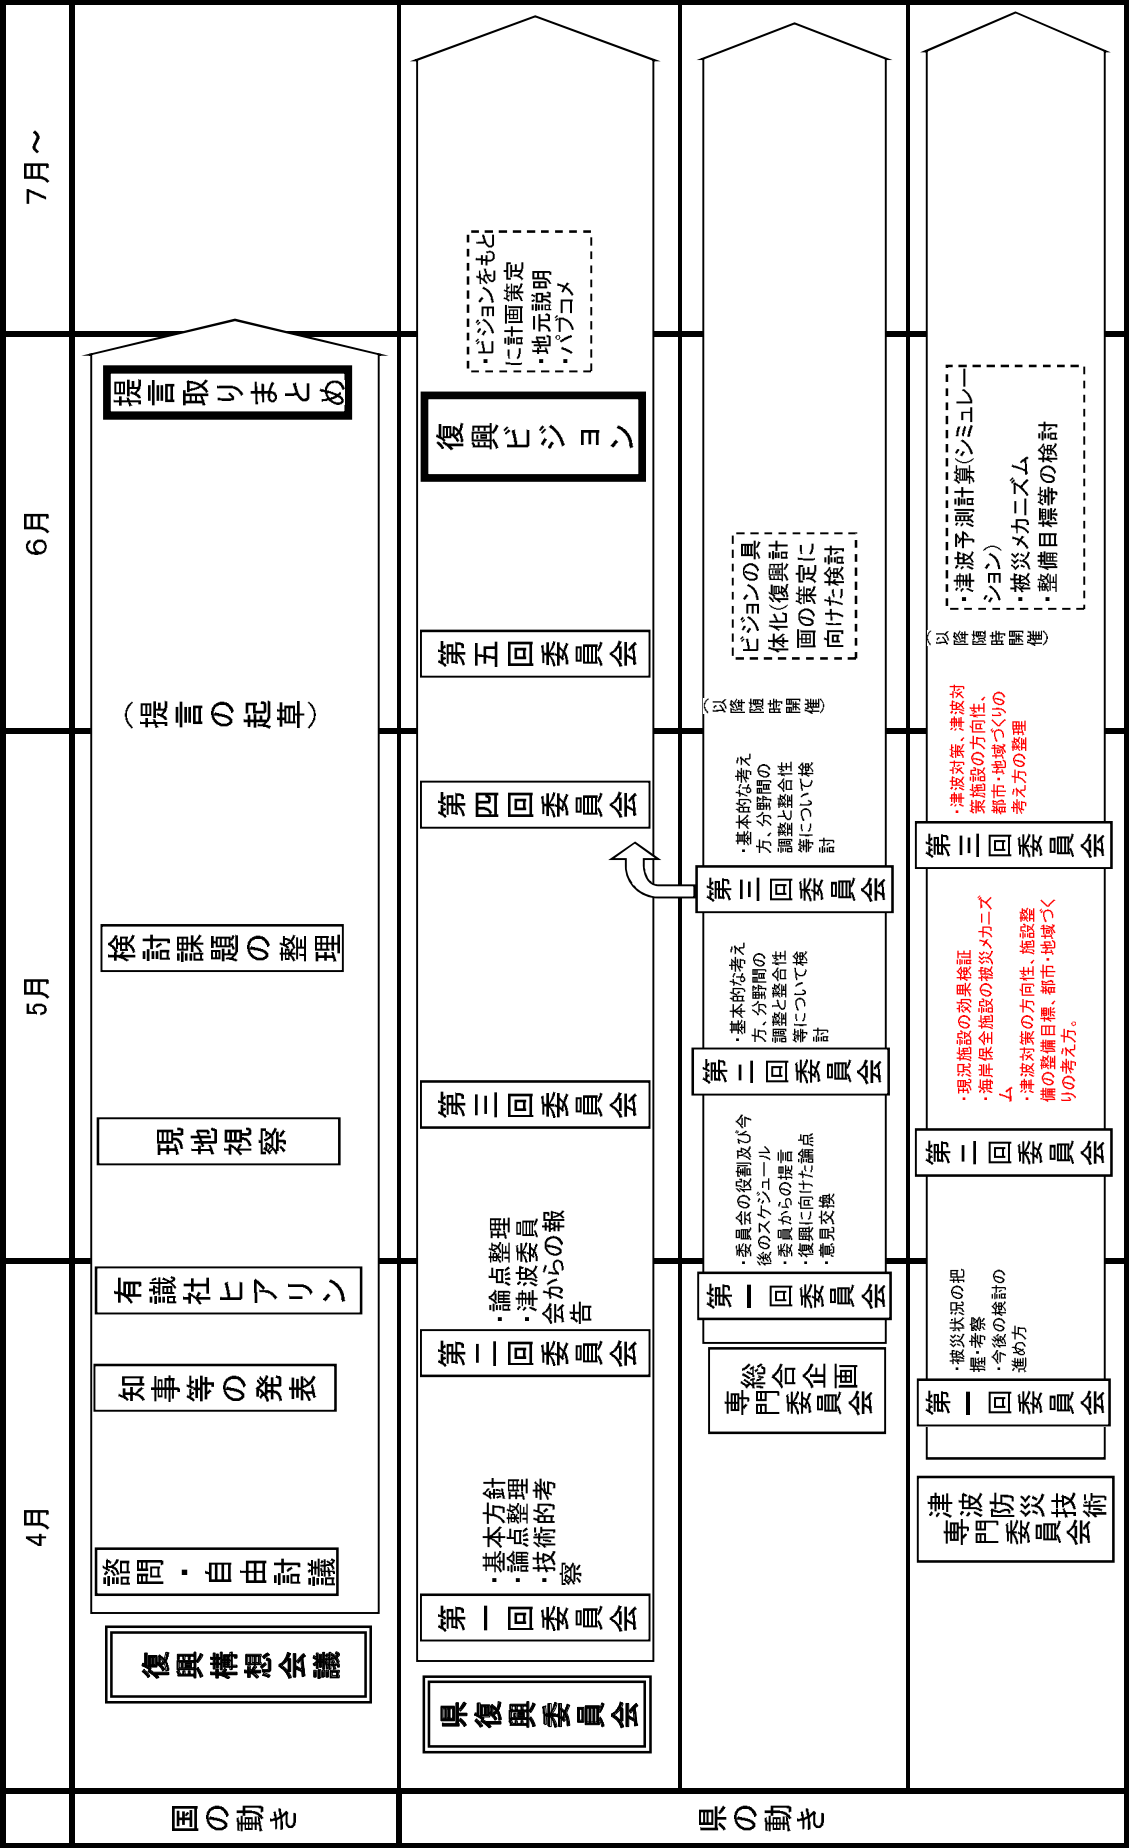 4月
5月
6月
7月～
国の動き
復興構想会議
諮問・自由討議
知事等の発表
有識社ヒアリン
現地視察
検討課題の整理
（提言の起草）
提言取りまとめ
県の動き
県復興委員会
第一回委員会
・基本方針
・論点整理
・技術的考
察
第二回委員会
・論点整理
・津波委員
会からの報
告
第三回委員会
第四回委員会
第五回委員会
復興ビジョン
・ビジョンをもと
に計画策定
・地元説明
・パブコメ
総合企画
専門委員会
第一回委員会
・委員会の役割及び今
後のスケジュール
・委員からの提言
・復興に向けた論点
・意見交換
第二回委員会
・基本的な考え
方、分野間の
調整と整合性
等について検
討
第三回委員会
・基本的な考え
方、分野間の
調整と整合性
等について検
討
（以降随時開催）
ビジョンの具
体化(復興計
画の策定に
向けた検討
津波防災技術
専門委員会
第一回委員会
・被災状況の把
握・考察
・今後の検討の
進め方
第二回委員会
・現況施設の効果検証
・海岸保全施設の被災メカニズ
ム
・津波対策の方向性、施設整
備の整備目標、都市・地域づく
りの考え方。
第三回委員会
・津波対策、津波対
策施設の方向性、
都市・地域づくりの
考え方の整理
（以降随時開催）
・津波予測計算(シミュレー
ション)
・被災メカニズム
・整備目標等の検討